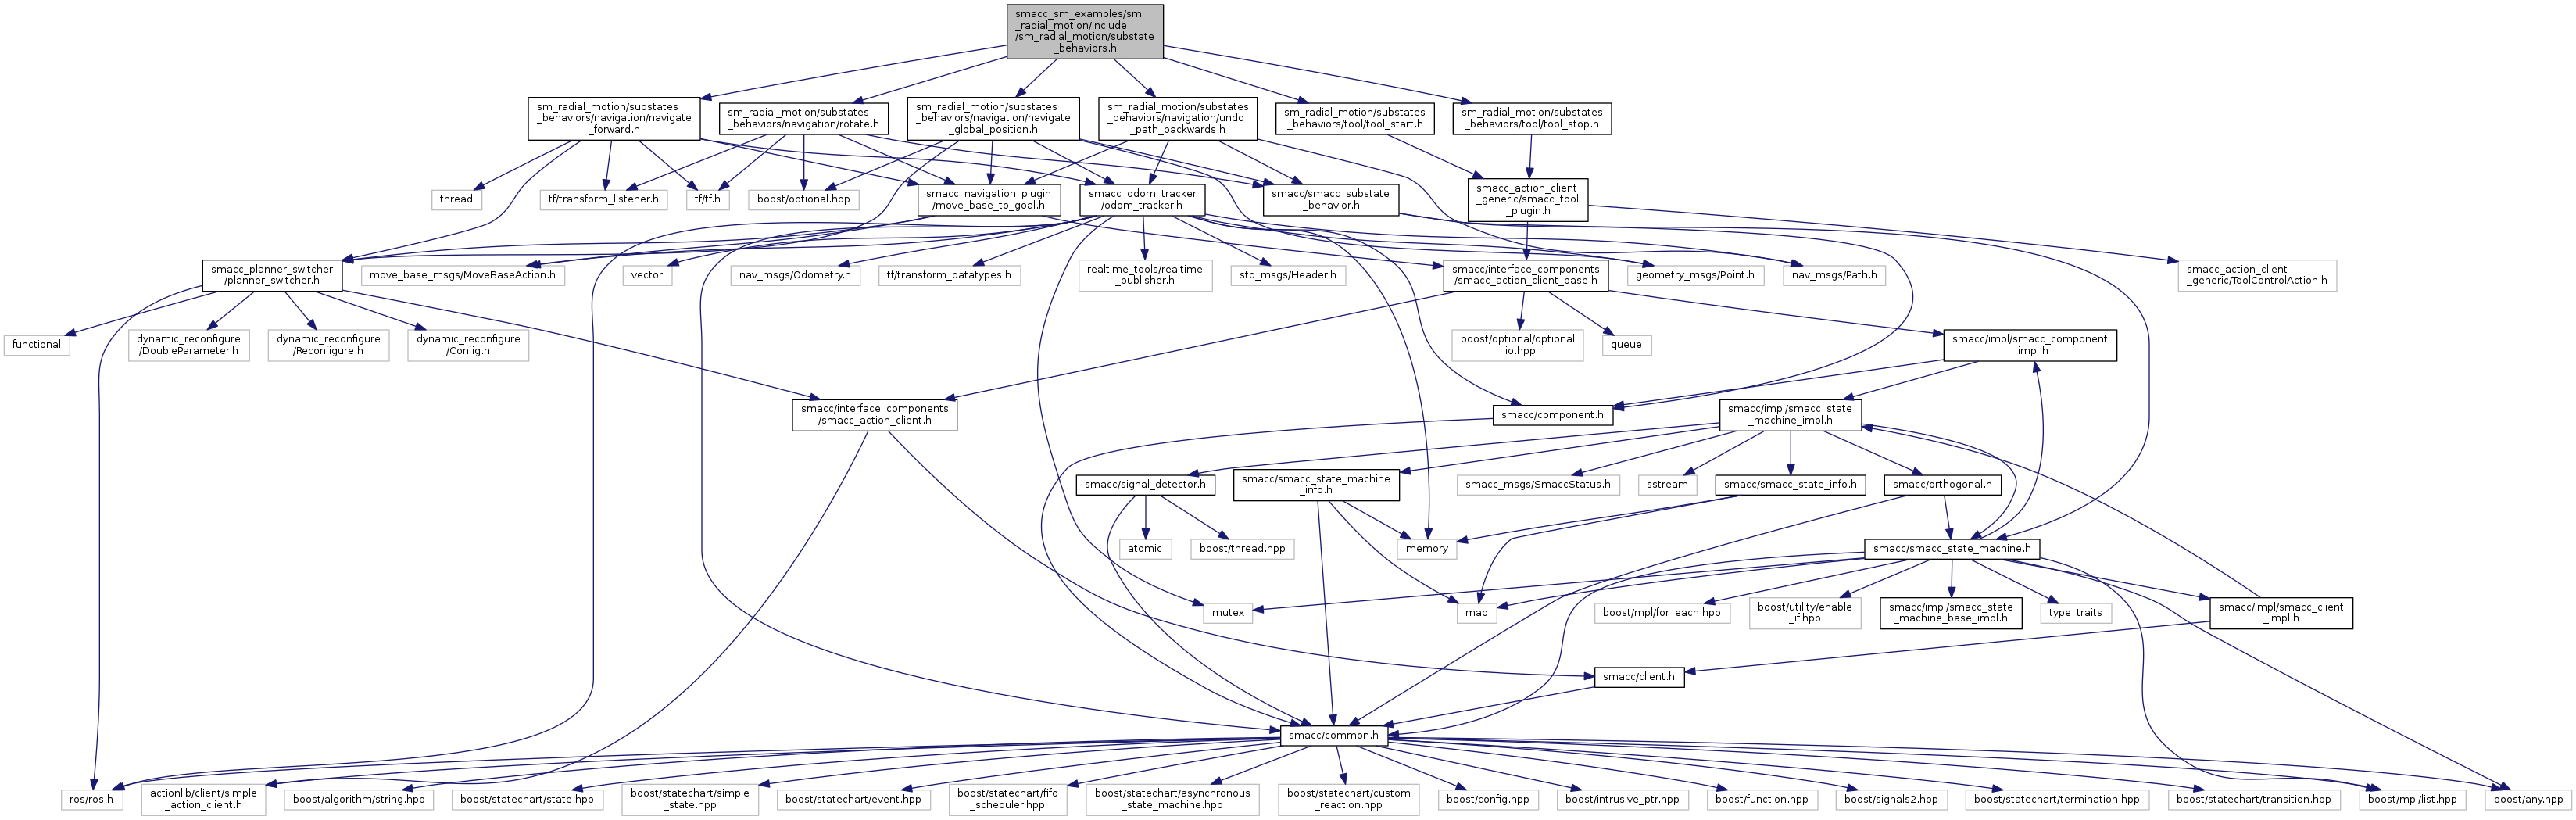 smacc_sm_examples/sm
_radial_motion/include
/sm_radial_motion/substate
_behaviors.h
sm_radial_motion/substates
_behaviors/navigation/navigate
_forward.h
sm_radial_motion/substates
_behaviors/navigation/rotate.h
sm_radial_motion/substates
_behaviors/navigation/navigate
_global_position.h
sm_radial_motion/substates
_behaviors/navigation/undo
_path_backwards.h
sm_radial_motion/substates
_behaviors/tool/tool_start.h
sm_radial_motion/substates
_behaviors/tool/tool_stop.h
thread
tf/transform_listener.h
tf/tf.h
boost/optional.hpp
smacc_navigation_plugin
/move_base_to_goal.h
smacc_odom_tracker
/odom_tracker.h
smacc/smacc_substate
_behavior.h
smacc_action_client
_generic/smacc_tool
_plugin.h
smacc_planner_switcher
/planner_switcher.h
move_base_msgs/MoveBaseAction.h
vector
nav_msgs/Odometry.h
tf/transform_datatypes.h
realtime_tools/realtime
_publisher.h
std_msgs/Header.h
smacc/interface_components
/smacc_action_client_base.h
geometry_msgs/Point.h
nav_msgs/Path.h
smacc_action_client
_generic/ToolControlAction.h
functional
dynamic_reconfigure
/DoubleParameter.h
dynamic_reconfigure
/Reconfigure.h
dynamic_reconfigure
/Config.h
boost/optional/optional
_io.hpp
queue
smacc/impl/smacc_component
_impl.h
smacc/interface_components
/smacc_action_client.h
smacc/component.h
smacc/impl/smacc_state
_machine_impl.h
smacc/signal_detector.h
smacc/smacc_state_machine
_info.h
smacc_msgs/SmaccStatus.h
sstream
smacc/smacc_state_info.h
smacc/orthogonal.h
atomic
boost/thread.hpp
memory
smacc/smacc_state_machine.h
mutex
map
boost/mpl/for_each.hpp
boost/utility/enable
_if.hpp
smacc/impl/smacc_state
_machine_base_impl.h
type_traits
smacc/impl/smacc_client
_impl.h
smacc/client.h
smacc/common.h
ros/ros.h
actionlib/client/simple
_action_client.h
boost/algorithm/string.hpp
boost/statechart/state.hpp
boost/statechart/simple
_state.hpp
boost/statechart/event.hpp
boost/statechart/fifo
_scheduler.hpp
boost/statechart/asynchronous
_state_machine.hpp
boost/statechart/custom
_reaction.hpp
boost/config.hpp
boost/intrusive_ptr.hpp
boost/function.hpp
boost/signals2.hpp
boost/statechart/termination.hpp
boost/statechart/transition.hpp
boost/mpl/list.hpp
boost/any.hpp